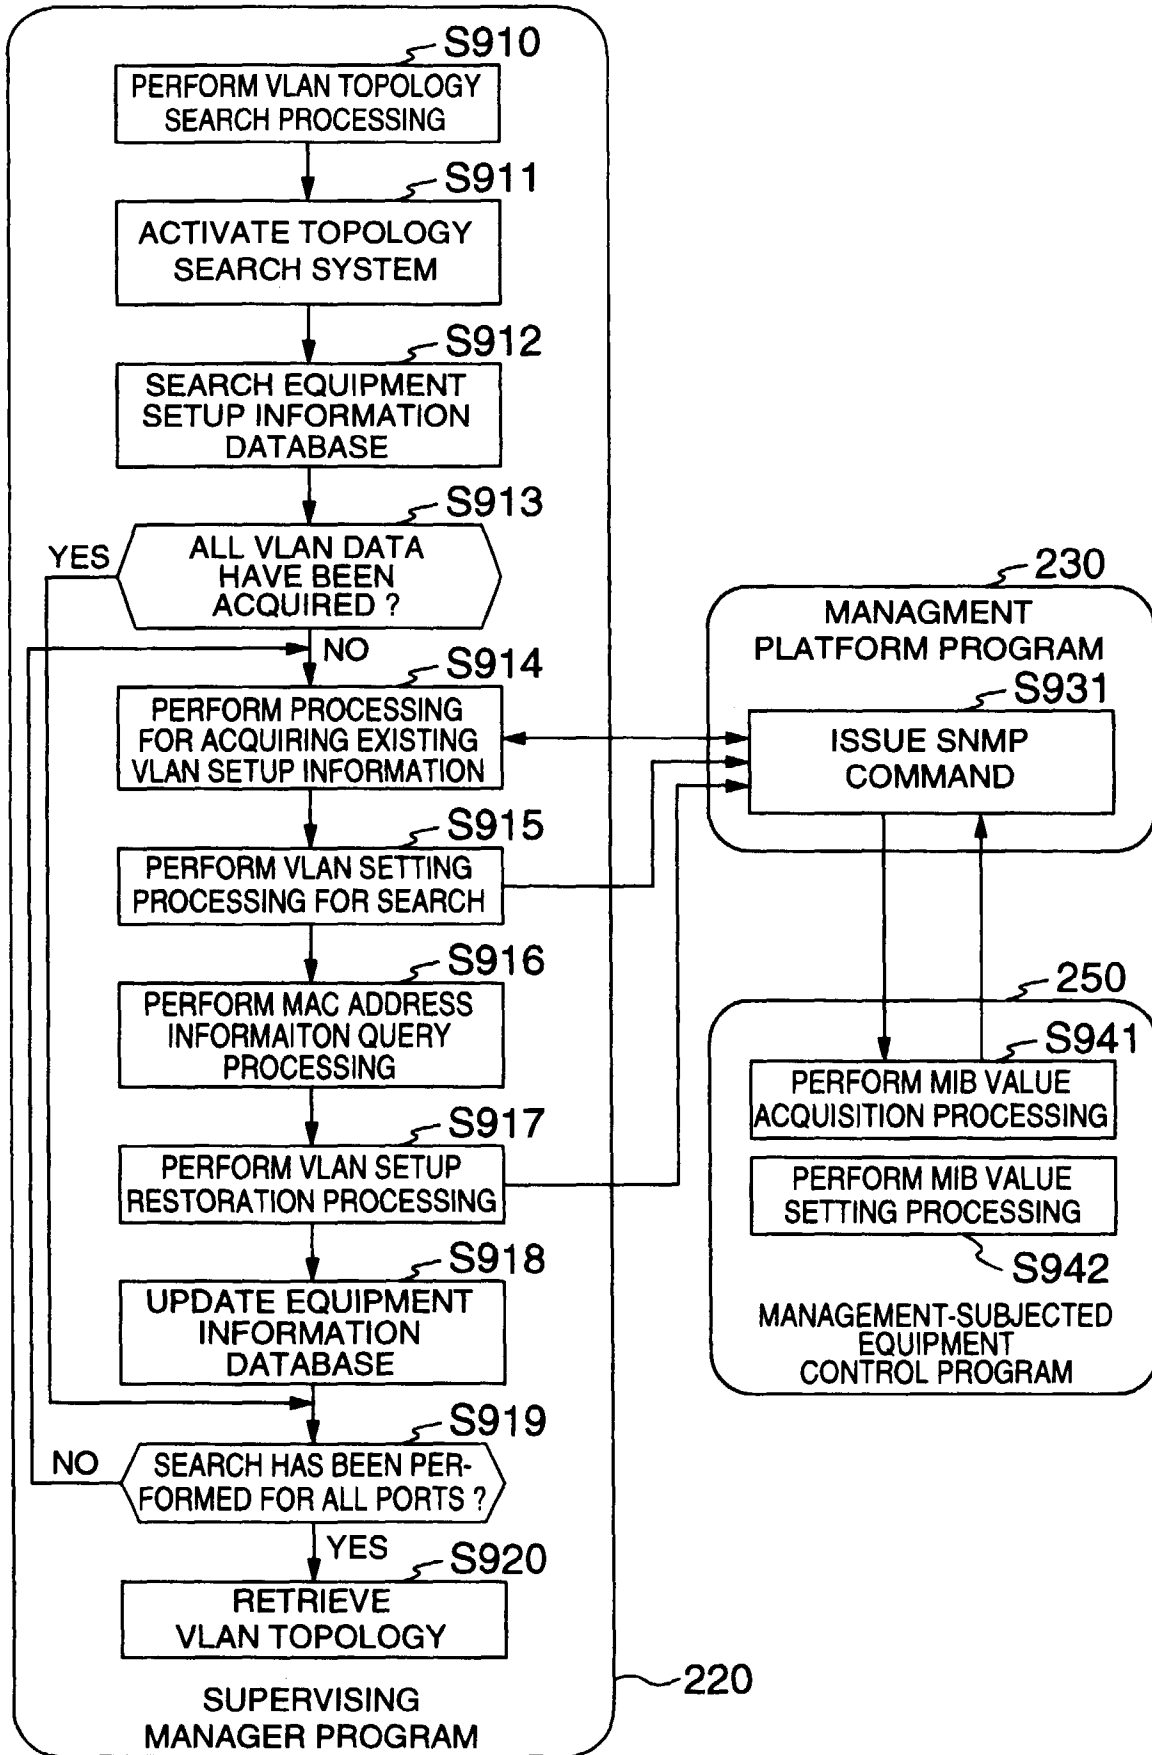 S910
PERFORM VLAN TOPOLOGY
SEARCH PROCESSING
S911
ACTIVATE TOPOLOGY
SEARCH SYSTEM
S912
SEARCH EQUIPMENT
SETUP INFORMATION
DATABASE
S913
YES
ALL VLAN DATA
HAVE BEEN
ACQUIRED ?
NO
S914
PERFORM PROCESSING
FOR ACQUIRING EXISTING
VLAN SETUP INFORMATION
S915
PERFORM VLAN SETTING
PROCESSING FOR SEARCH
S916
PERFORM MAC ADDRESS
INFORMAITON QUERY
PROCESSING
S917
PERFORM VLAN SETUP
RESTORATION PROCESSING
S918
UPDATE EQUIPMENT
INFORMATION
DATABASE
S919
NO
SEARCH HAS BEEN PER-
FORMED FOR ALL PORTS ?
YES
S920
RETRIEVE
VLAN TOPOLOGY
220
SUPERVISING
MANAGER PROGRAM
230
MANAGMENT
PLATFORM PROGRAM
S931
ISSUE SNMP
COMMAND
250
S941
PERFORM MIB VALUE
ACQUISITION PROCESSING
PERFORM MIB VALUE
SETTING PROCESSING
S942
MANAGEMENT-SUBJECTED
EQUIPMENT
CONTROL PROGRAM